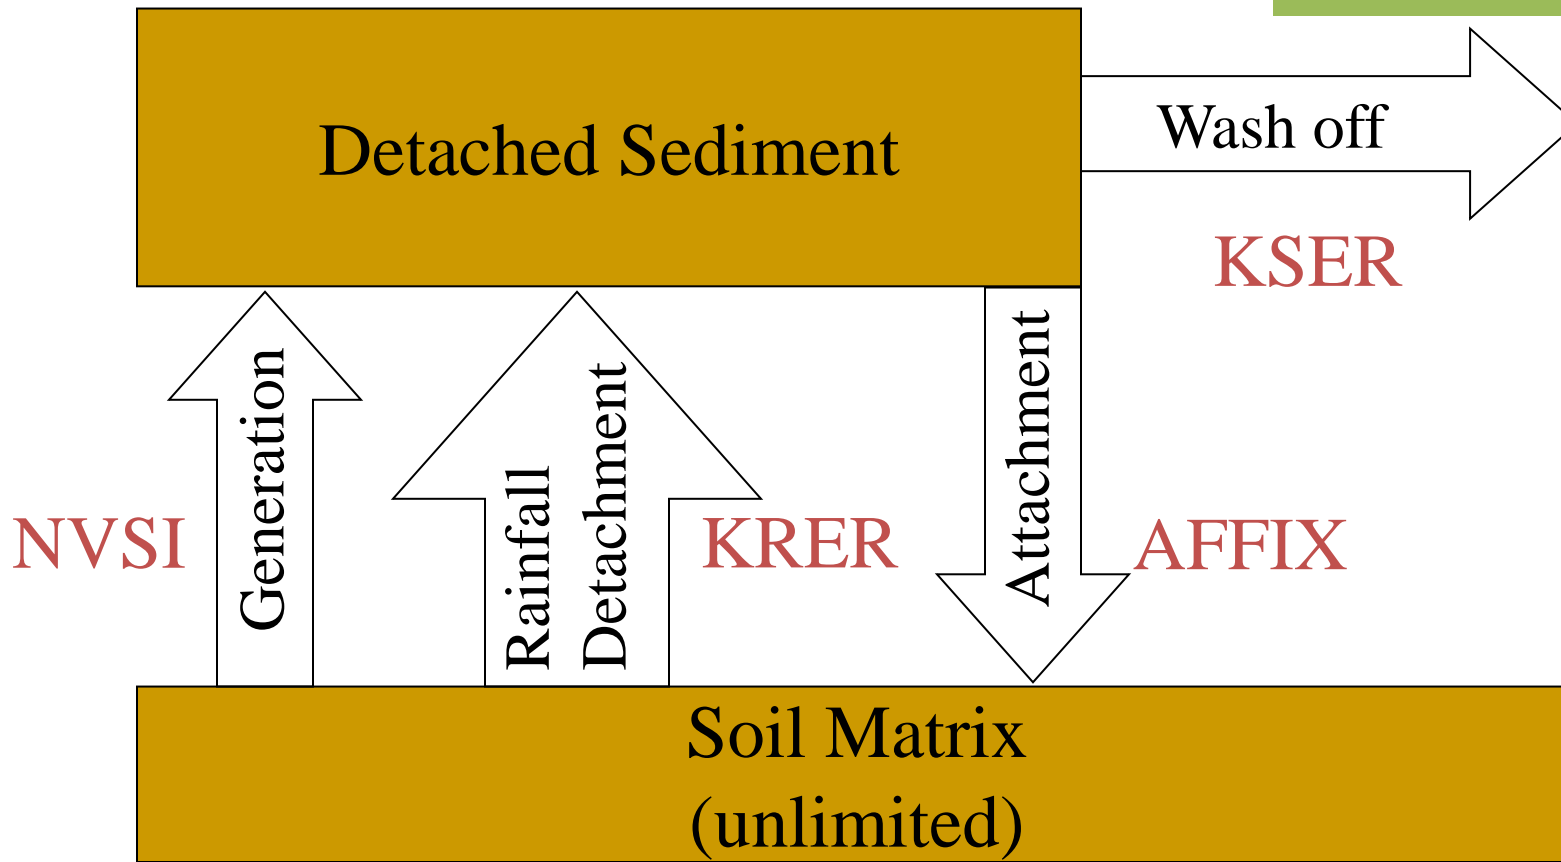 Detached Sediment
Wash off
KSER
NVSI
Generation
Rainfall
Detachment
KRER
Attachment
AFFIX
Soil Matrix
(unlimited)